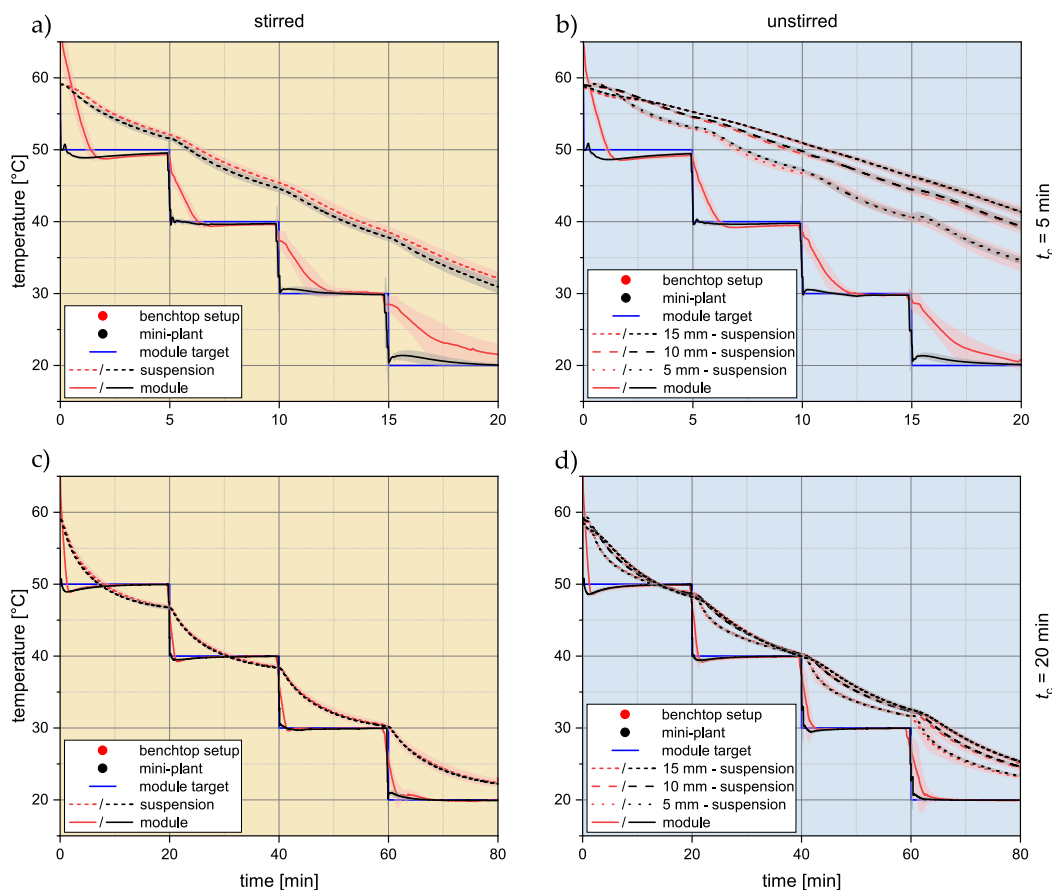 a)
stirred
60
50
40
30
20
temperature [°C]
benchtop setup
mini-plant
module target
/ suspension
/ module
0
5
10
15
20
b)
unstirred
60
50
40
30
20
benchtop setup
mini-plant
module target
/ 15 mm - suspension
/ 10 mm - suspension
/ 5 mm - suspension
/ module
0
5
10
15
20
t_c = 5 min
c)
60
50
40
30
20
temperature [°C]
benchtop setup
mini-plant
module target
/ suspension
/ module
0
20
40
60
80
time [min]
d)
60
50
40
30
20
benchtop setup
mini-plant
module target
/ 15 mm - suspension
/ 10 mm - suspension
/ 5 mm - suspension
/ module
0
20
40
60
80
time [min]
t_c = 20 min